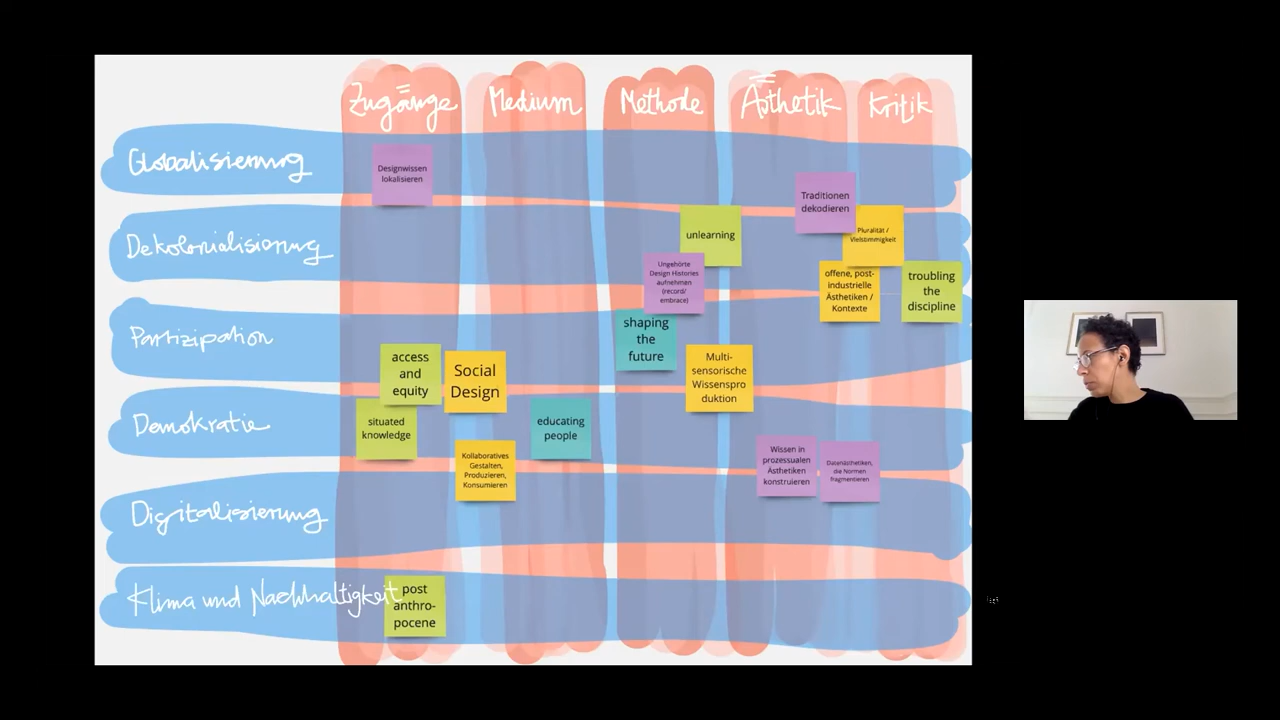 Zugänge
Medium
Methode
Ästhetik
Kritik
Globalisierung
Designwissen
lokalisieren
Traditionen
dekodieren
Dekolonialisierung
unlearning
Pluralität /
Vielstimmigkeit
Ungehörte
Design Histories
aufnehmen
(record/
embrace)
offene, post-
industrielle
Ästhetiken /
Kontexte
troubling
the
discipline
Partizipation
shaping
the
future
access
and
equity
Social
Design
Multi-
sensorische
Wissenspro
duktion
Demokratie
situated
knowledge
educating
people
Kollaboratives
Gestalten,
Produzieren,
Konsumieren
Wissen in
prozessualen
Ästhetiken
konstruieren
Datenästhetiken,
die Normen
fragmentieren
Digitalisierung
Klima und Nachhaltigkeit
post
anthro-
pocene